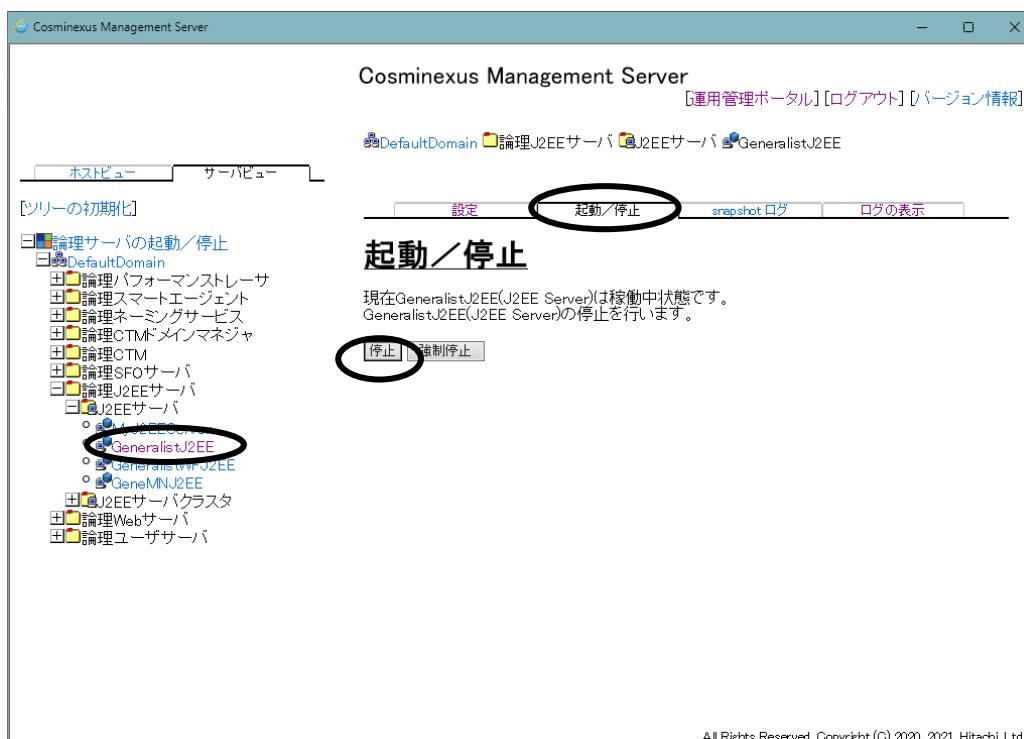 Cosminexus Management Server
Cosminexus Management Server
[運用管理ポータル] [ログアウト] [バージョン情報]
DefaultDomain 論理J2EEサーバ J2EEサーバ GeneralistJ2EE
ホストビュー サーバビュー
[ツリーの初期化]
設定 起動／停止 snapshot ログ ログの表示
論理サーバの起動／停止
DefaultDomain
論理パフォーマンストレーサ
論理スマートエージェント
論理ネーミングサービス
論理CTMドメインマネジャ
論理CTM
論理SFOサーバ
論理J2EEサーバ
J2EEサーバ
MyJ2EEServer
GeneralistJ2EE
GeneralistWFJ2EE
GeneMNJ2EE
J2EEサーバクラスタ
論理Webサーバ
論理ユーザサーバ
起動／停止
現在GeneralistJ2EE(J2EE Server)は稼働中状態です。
GeneralistJ2EE(J2EE Server)の停止を行います。
停止 強制停止
All Rights Reserved. Copyright (C) 2020, 2021, Hitachi, Ltd